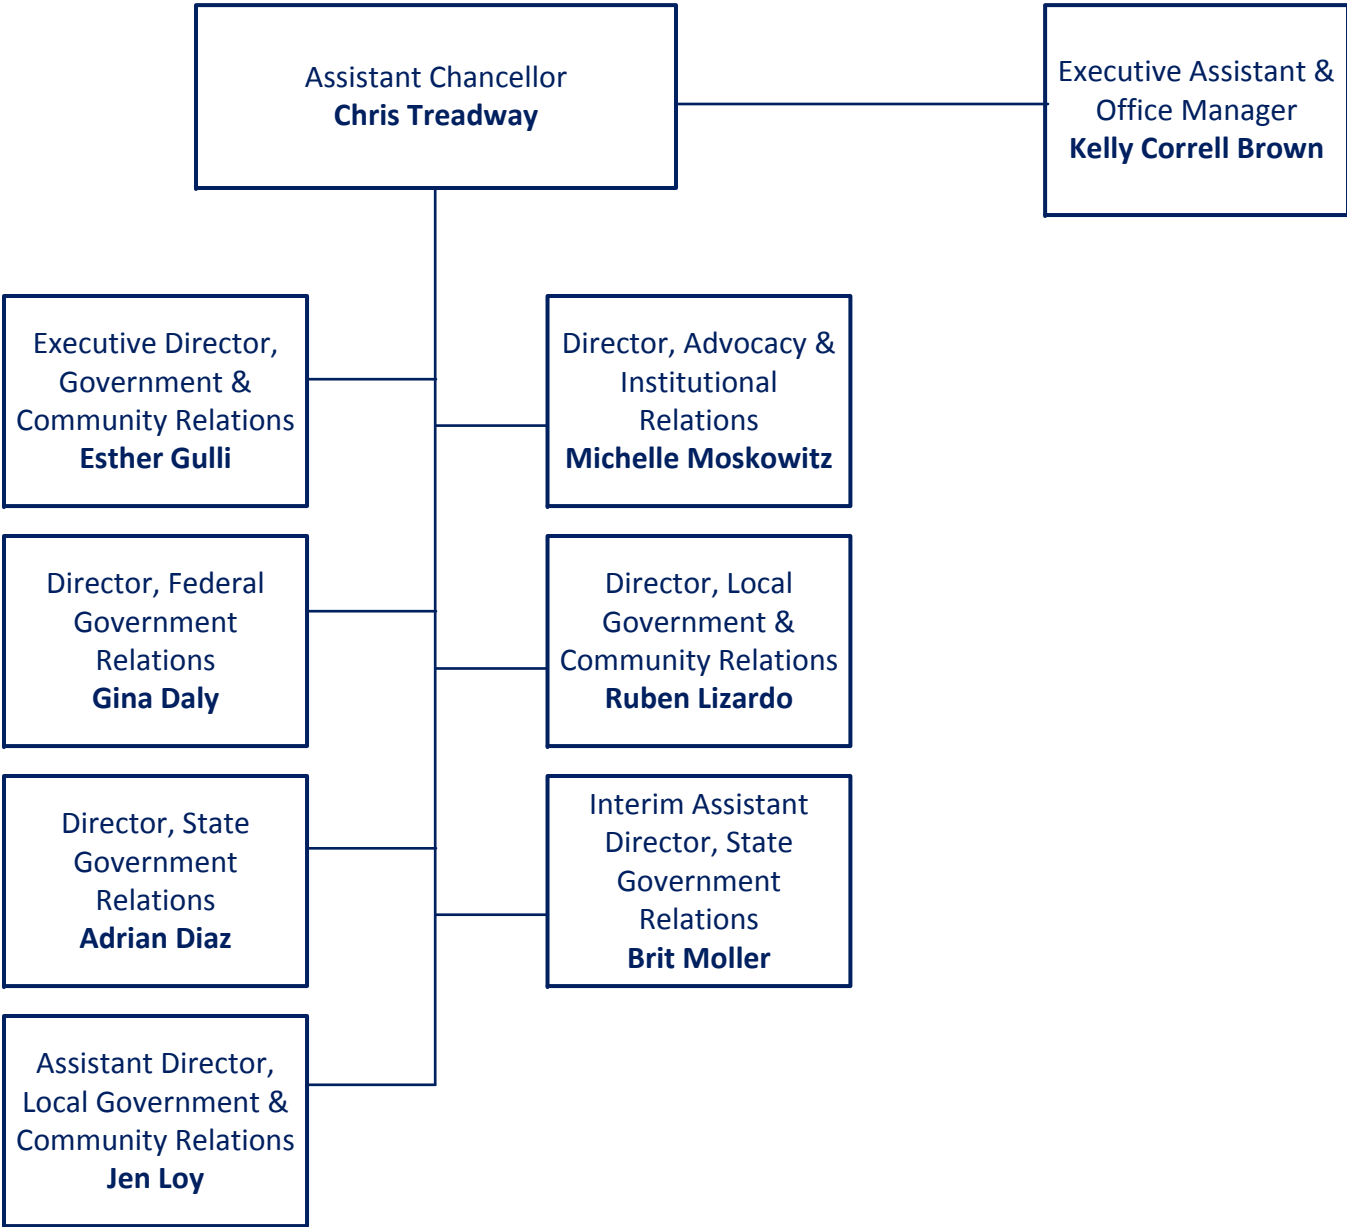 Assistant Chancellor
Chris Treadway
Executive Assistant &
Office Manager
Kelly Correll Brown
Executive Director,
Government &
Community Relations
Esther Gulli
Director, Advocacy &
Institutional
Relations
Michelle Moskowitz
Director, Federal
Government
Relations
Gina Daly
Director, Local
Government &
Community Relations
Ruben Lizardo
Director, State
Government
Relations
Adrian Diaz
Interim Assistant
Director, State
Government
Relations
Brit Moller
Assistant Director,
Local Government &
Community Relations
Jen Loy